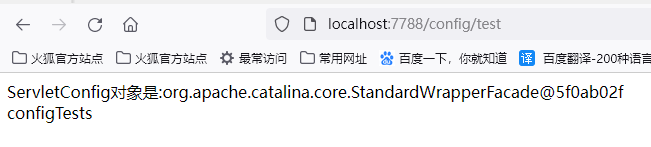 localhost:7788/config/test
火狐官方站点 火狐官方站点 最常访问 常用网址 百度一下，你就知道 译 百度翻译-200种语言
ServletConfig对象是:org.apache.catalina.core.StandardWrapperFacade@5f0ab02f
configTests